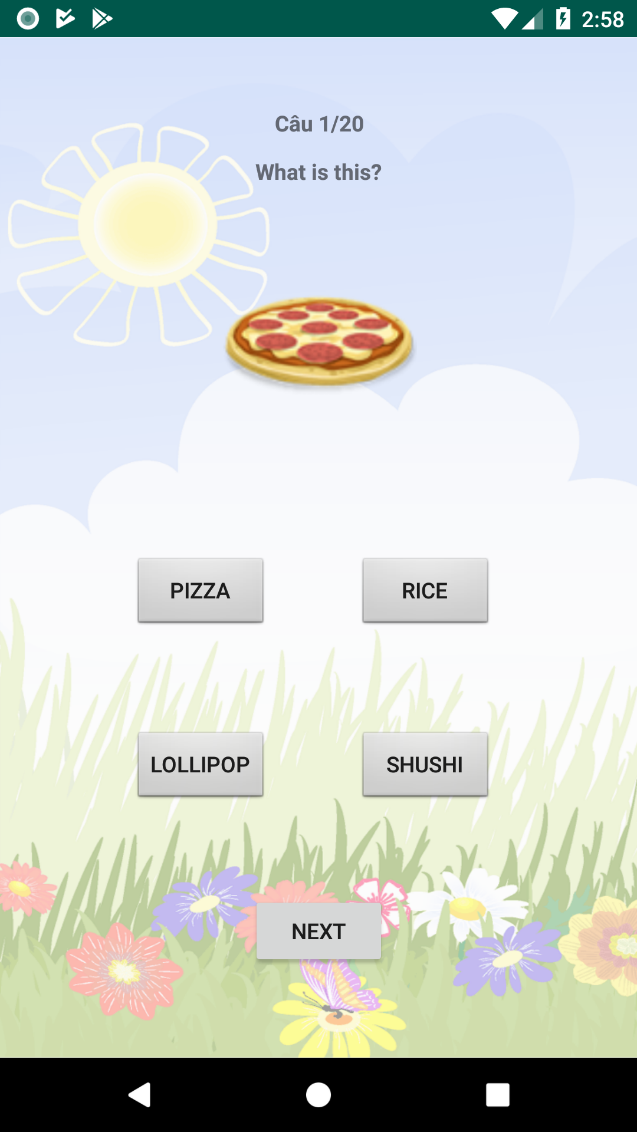 2:58
Câu 1/20
What is this?
PIZZA
RICE
LOLLIPOP
SHUSHI
NEXT